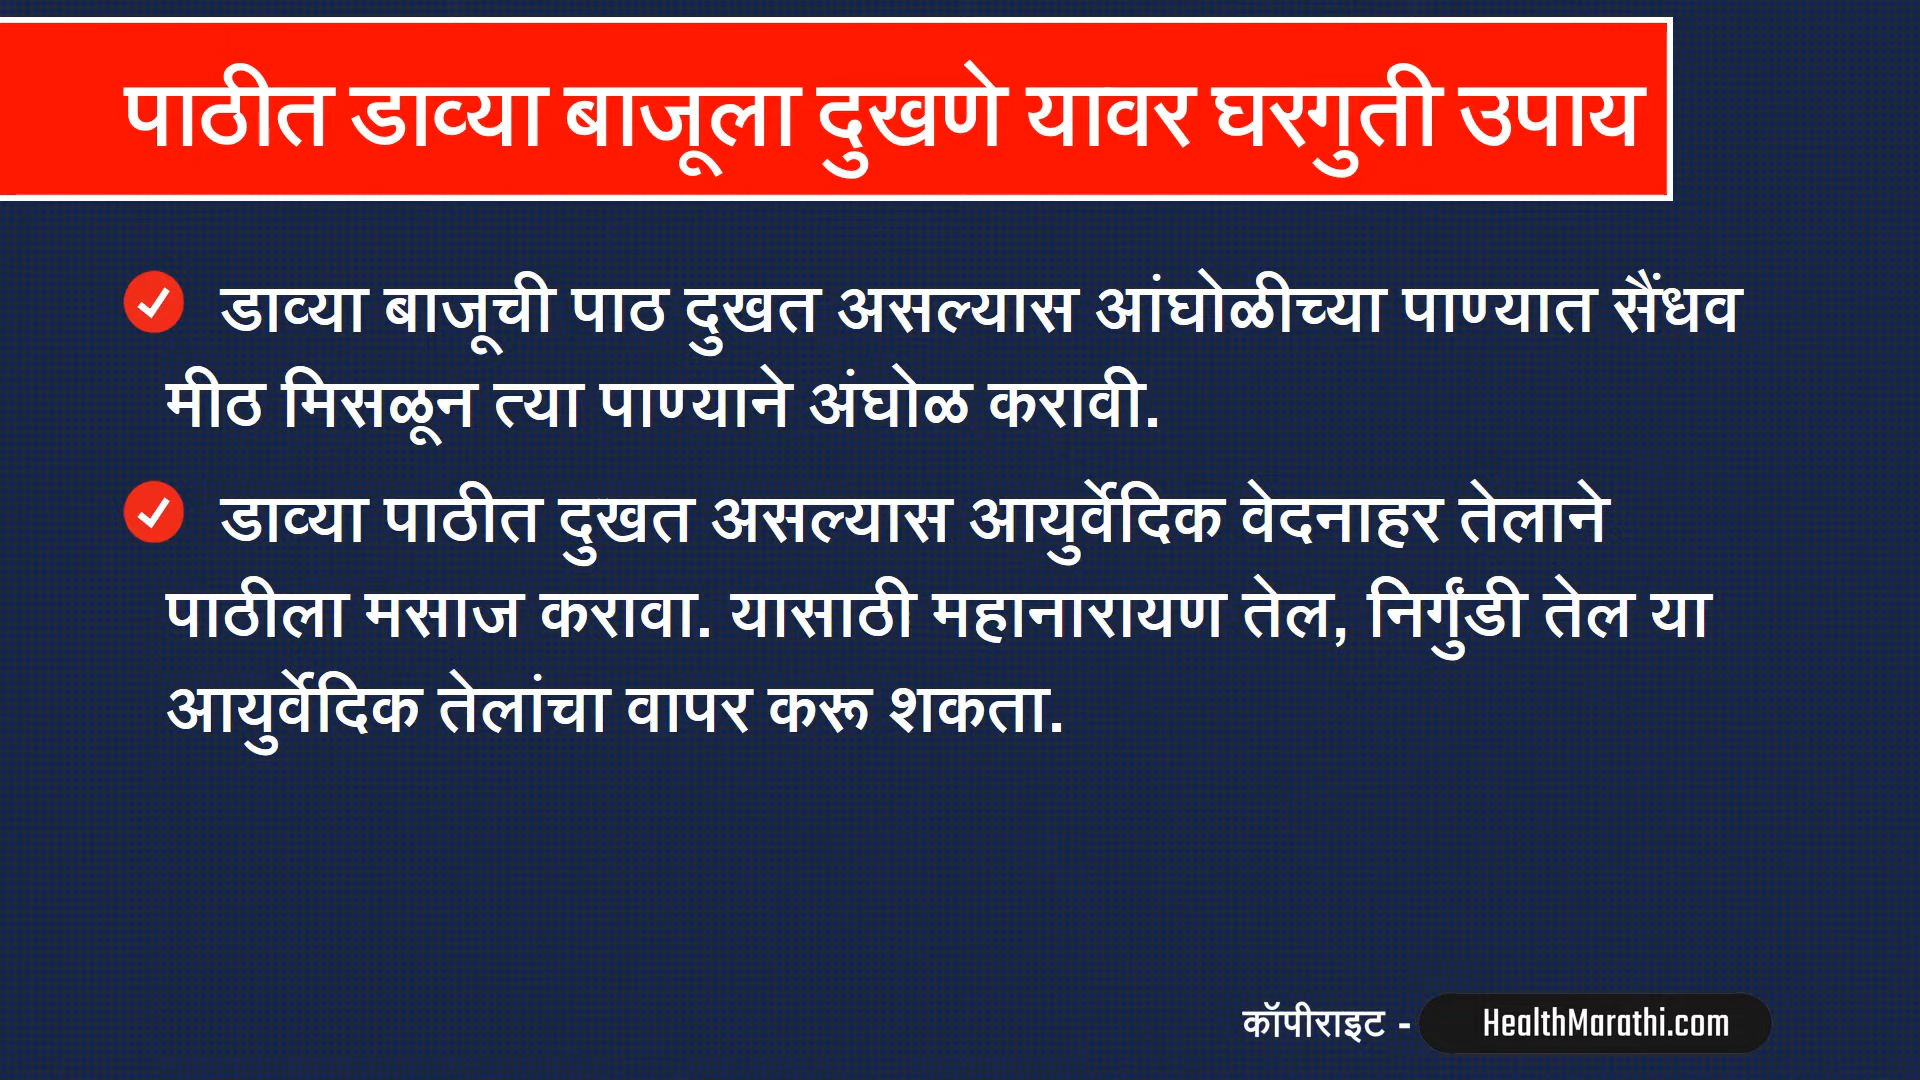 पाठीत डाव्या बाजूला दुखणे यावर घरगुती उपाय
डाव्या बाजूची पाठ दुखत असल्यास आंघोळीच्या पाण्यात सैंधव
मीठ मिसळून त्या पाण्याने अंघोळ करावी.
डाव्या पाठीत दुखत असल्यास आयुर्वेदिक वेदनाहर तेलाने
पाठीला मसाज करावा. यासाठी महानारायण तेल, निर्गुंडी तेल या
आयुर्वेदिक तेलांचा वापर करू शकता.
कॉपीराइट - HealthMarathi.com